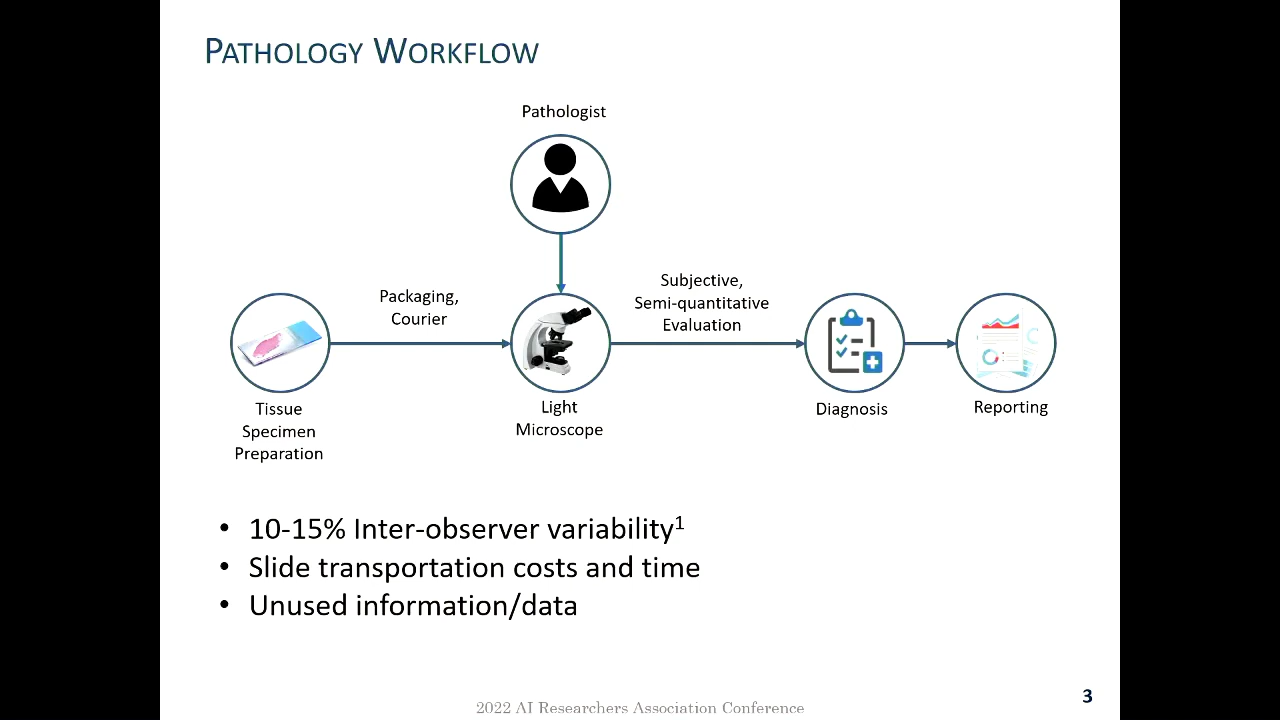 PATHOLOGY WORKFLOW
Pathologist
Packaging,
Courier
Subjective,
Semi-quantitative
Evaluation
Tissue
Specimen
Preparation
Light
Microscope
Diagnosis
Reporting
• 10-15% Inter-observer variability¹
• Slide transportation costs and time
• Unused information/data
2022 AI Researchers Association Conference
3